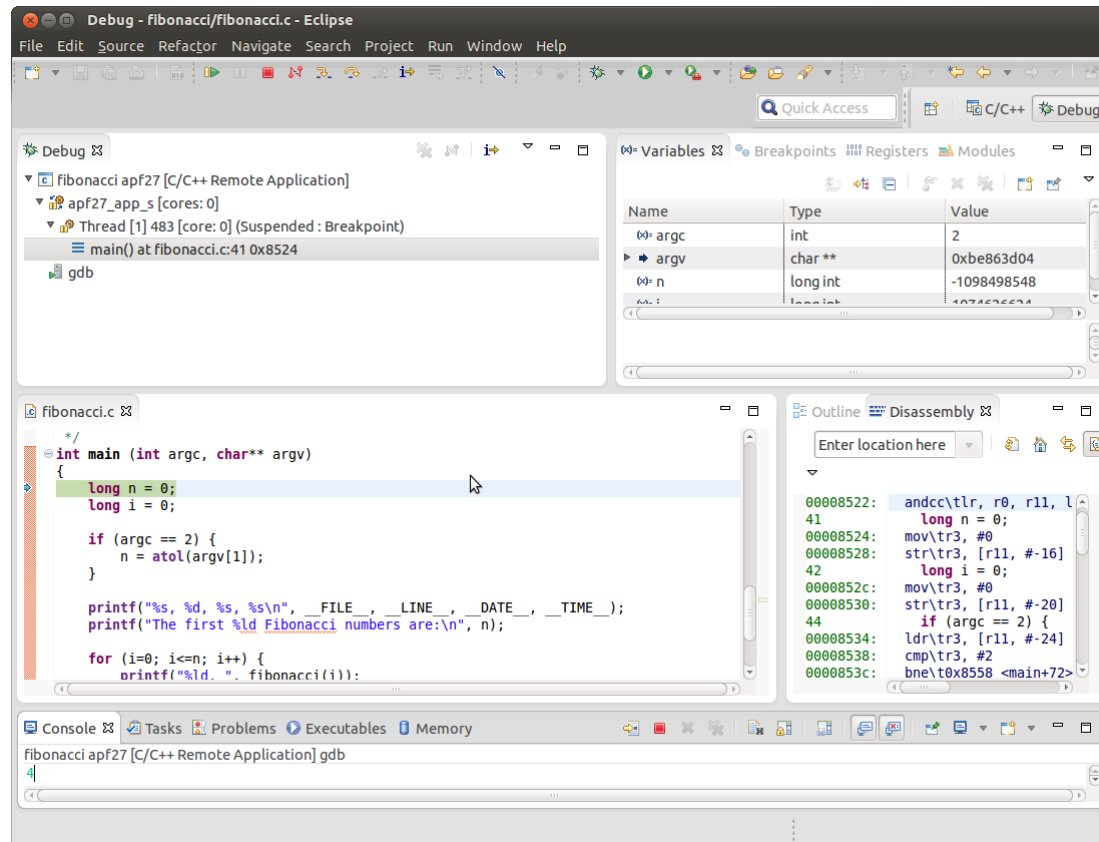 Debug - fibonacci/fibonacci.c - Eclipse
File Edit Source Refactor Navigate Search Project Run Window Help
Quick Access
C/C++
Debug
Debug
fibonacci apf27 [C/C++ Remote Application]
apf27_app_s [cores: 0]
Thread [1] 483 [core: 0] (Suspended : Breakpoint)
main() at fibonacci.c:41 0x8524
gdb
Variables Breakpoints Registers Modules
Name Type Value
argc int 2
argv char ** 0xbe863d04
n long int -1098498548
fibonacci.c
*/
int main (int argc, char** argv)
{
long n = 0;
long i = 0;
if (argc == 2) {
n = atol(argv[1]);
}
printf("%s, %d, %s, %s\n", __FILE__, __LINE__, __DATE__, __TIME__);
printf("The first %ld Fibonacci numbers are:\n", n);
for (i=0; i<=n; i++) {
printf("%ld, ", fibonacci(i));
Outline Disassembly
Enter location here
00008522: andcc\tlr, r0, r11, l
41 long n = 0;
00008524: mov\tr3, #0
00008528: str\tr3, [r11, #-16]
42 long i = 0;
0000852c: mov\tr3, #0
00008530: str\tr3, [r11, #-20]
44 if (argc == 2) {
00008534: ldr\tr3, [r11, #-24]
00008538: cmp\tr3, #2
0000853c: bne\t0x8558 <main+72>
Console Tasks Problems Executables Memory
fibonacci apf27 [C/C++ Remote Application] gdb
4